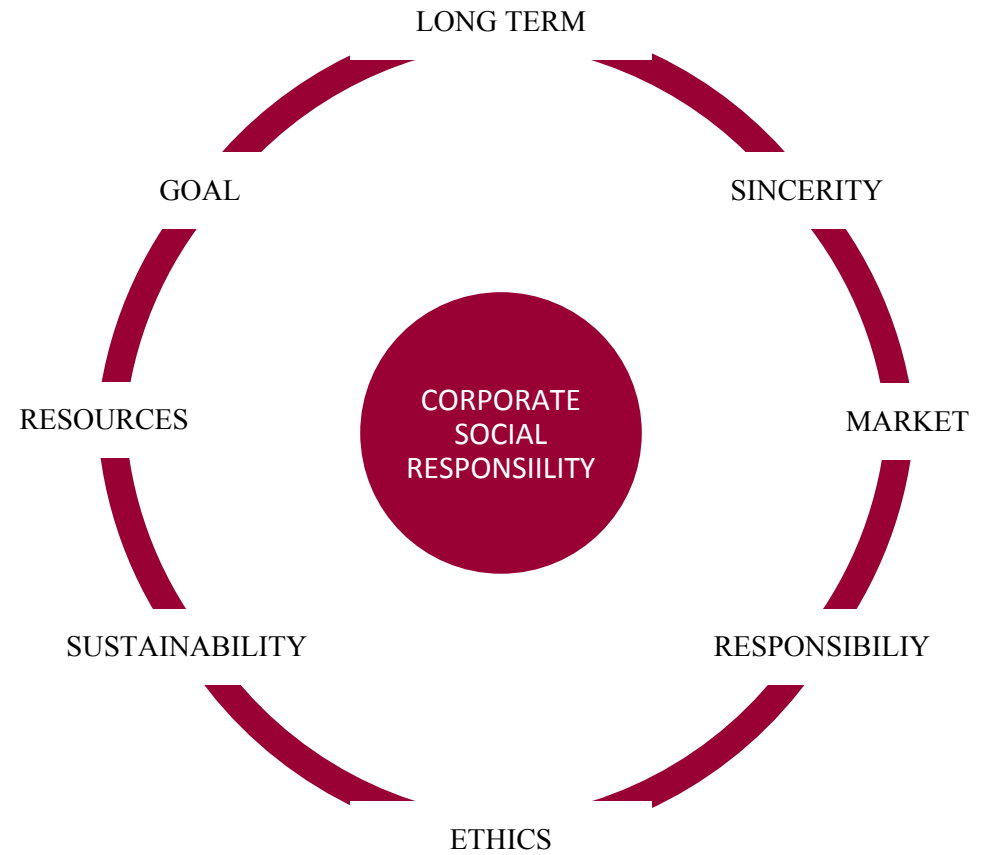 LONG TERM
GOAL
SINCERITY
RESOURCES
CORPORATE
SOCIAL
RESPONSIILITY
MARKET
SUSTAINABILITY
RESPONSIBILIY
ETHICS